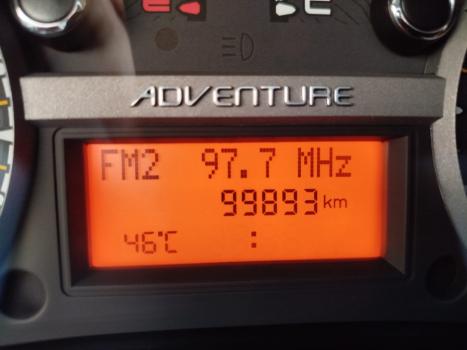 E C
ADVENTURE
FM2 97.7 MHz
99893 km
46°C :